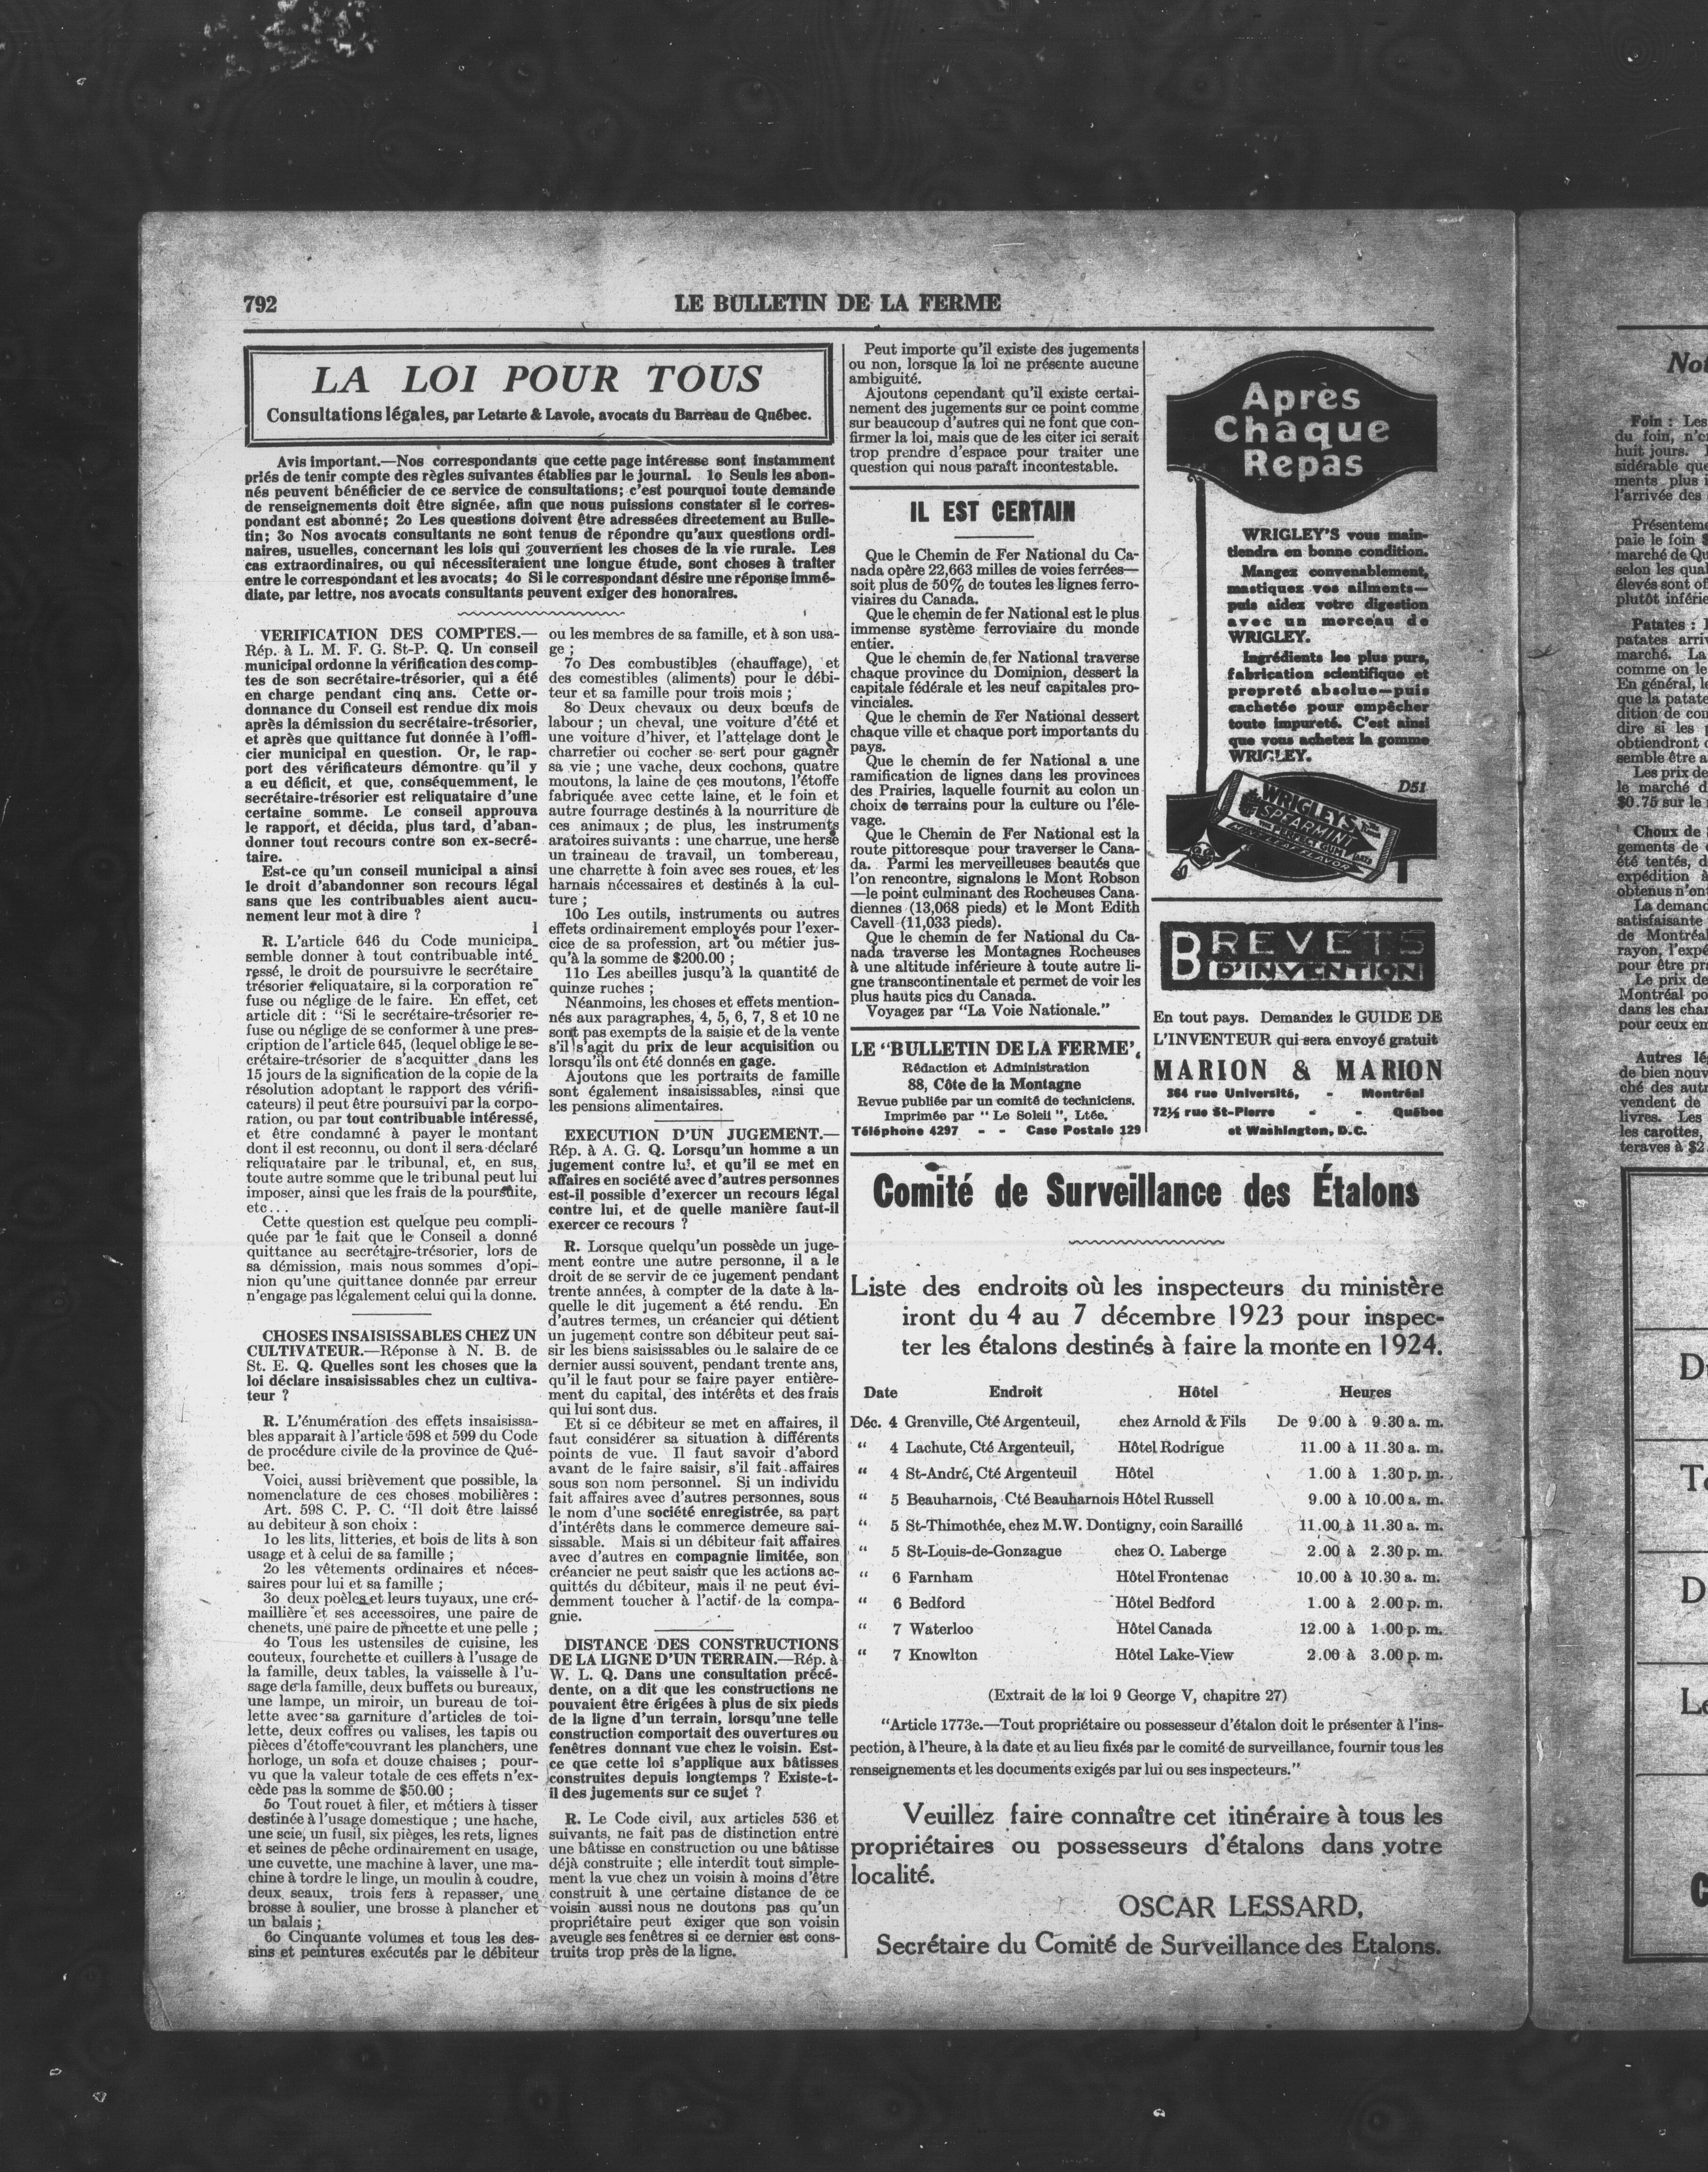 792
LE BULLETIN DE LA FERME
LA LOI POUR TOUS
Consultations légales, par Letarte & Lavoie, avocats du Barreau de Québec.
Avis important.—Nos correspondants que cette page intéresse sont instamment
priés de tenir compte des règles suivantes établies par le journal. 1o Seuls les abon-
nés peuvent bénéficier de ce service de consultations; c'est pourquoi toute demande
de renseignements doit être signée, afin que nous puissions constater si le corres-
pondant est abonné; 2o Les questions doivent être adressées directement au Bulle-
tin; 3o Nos avocats consultants ne sont tenus de répondre qu'aux questions ordi-
naires, usuelles, concernant les lois qui gouvernent les choses de la vie rurale. Les
cas extraordinaires, ou qui nécessiteraient une longue étude, sont choses à traiter
entre le correspondant et les avocats; 4o Si le correspondant désire une réponse immé-
diate, par lettre, nos avocats consultants peuvent exiger des honoraires.
VERIFICATION DES COMPTES.—
Rép. à L. M. F. G. St-P. Q. Un conseil
municipal ordonne la vérification des comp-
tes de son secrétaire-trésorier, qui a été
en charge pendant cinq ans. Cette or-
donnance du Conseil est rendue dix mois
après la démission du secrétaire-trésorier,
et après que quittance fut donnée à l'offi-
cier municipal en question. Or, le rap-
port des vérificateurs démontre qu'il y
a eu déficit, et que, conséquemment, le
secrétaire-trésorier est reliquataire d'une
certaine somme. Le conseil approuva
le rapport, et décida, plus tard, d'aban-
donner tout recours contre son ex-secré-
taire.
Est-ce qu'un conseil municipal a ainsi
le droit d'abandonner son recours légal
sans que les contribuables aient aucu-
nement leur mot à dire ?
R. L'article 646 du Code municipal
semble donner à tout contribuable inté-
ressé, le droit de poursuivre le secrétaire-
trésorier reliquataire, si la corporation re-
fuse ou néglige de le faire. En effet, cet
article dit : "Si le secrétaire-trésorier re-
fuse ou néglige de se conformer à une pres-
cription de l'article 645, (lequel oblige le se-
crétaire-trésorier de s'acquitter dans les
15 jours de la signification de la copie de la
résolution adoptant le rapport des vérifi-
cateurs) il peut être poursuivi par la corpo-
ration, ou par tout contribuable intéressé,
et être condamné à payer le montant
dont il est reconnu, ou dont il sera déclaré
reliquataire par le tribunal, et, en sus,
toute autre somme que le tribunal peut lui
imposer, ainsi que les frais de la poursuite,
etc...
Cette question est quelque peu compli-
quée par le fait que le Conseil a donné
quittance au secrétaire-trésorier, lors de
sa démission, mais nous sommes d'opi-
nion qu'une quittance donnée par erreur
n'engage pas légalement celui qui la donne.
CHOSES INSAISISSABLES CHEZ UN
CULTIVATEUR.—Réponse à N. B. de
St. E. Q. Quelles sont les choses que la
loi déclare insaisissables chez un cultiva-
teur ?
R. L'énumération des effets insaisissa-
bles apparait à l'article 598 et 599 du Code
de procédure civile de la province de Qué-
bec.
Voici, aussi brièvement que possible, la
nomenclature de ces choses mobilières :
Art. 598 C. P. C. "Il doit être laissé
au debiteur à son choix :
1o les lits, litteries, et bois de lits à son
usage et à celui de sa famille ;
2o les vêtements ordinaires et néces-
saires pour lui et sa famille ;
3o deux poèles et leurs tuyaux, une cré-
maillière et ses accessoires, une paire de
chenets, une paire de pincette et une pelle ;
4o Tous les ustensiles de cuisine, les
couteux, fourchette et cuillers à l'usage de
la famille, deux tables, la vaisselle à l'u-
sage de la famille, deux buffets ou bureaux,
une lampe, un miroir, un bureau de toi-
lette avec sa garniture d'articles de toi-
lette, deux coffres ou valises, les tapis ou
pièces d'étoffe couvrant les planchers, une
horloge, un sofa et douze chaises ; pour-
vu que la valeur totale de ces effets n'ex-
cède pas la somme de $50.00 ;
5o Tout rouet à filer, et métiers à tisser
destinée à l'usage domestique ; une hache,
une scie, un fusil, six pièges, les rets, lignes
et seines de pêche ordinairement en usage,
une cuvette, une machine à laver, une ma-
chine à tordre le linge, un moulin à coudre,
deux seaux, trois fers à repasser, une
brosse à soulier, une brosse à plancher et
un balais ;
6o Cinquante volumes et tous les des-
sins et peintures exécutés par le débiteur
ou les membres de sa famille, et à son usa-
ge ;
7o Des combustibles (chauffage), et
des comestibles (aliments) pour le débi-
teur et sa famille pour trois mois ;
8o Deux chevaux ou deux bœufs de
labour ; un cheval, une voiture d'été et
une voiture d'hiver, et l'attelage dont le
charretier ou cocher se sert pour gagner
sa vie ; une vache, deux cochons, quatre
moutons, la laine de ces moutons, l'étoffe
fabriquée avec cette laine, et le foin et
autre fourrage destinés à la nourriture de
ces animaux ; de plus, les instruments
aratoires suivants : une charrue, une herse
un traineau de travail, un tombereau,
une charrette à foin avec ses roues, et les
harnais nécessaires et destinés à la cul-
ture ;
10o Les outils, instruments ou autres
effets ordinairement employés pour l'exer-
cice de sa profession, art ou métier jus-
qu'à la somme de $200.00 ;
11o Les abeilles jusqu'à la quantité de
quinze ruches ;
Néanmoins, les choses et effets mention-
nés aux paragraphes, 4, 5, 6, 7, 8 et 10 ne
sont pas exempts de la saisie et de la vente
s'il s'agit du prix de leur acquisition ou
lorsqu'ils ont été donnés en gage.
Ajoutons que les portraits de famille
sont également insaisissables, ainsi que
les pensions alimentaires.
EXECUTION D'UN JUGEMENT.—
Rép. à A. G. Q. Lorsqu'un homme a un
jugement contre lui, et qu'il se met en
affaires en société avec d'autres personnes
est-il possible d'exercer un recours légal
contre lui, et de quelle manière faut-il
exercer ce recours ?
R. Lorsque quelqu'un possède un juge-
ment contre une autre personne, il a le
droit de se servir de ce jugement pendant
trente années, à compter de la date à la-
quelle le dit jugement a été rendu. En
d'autres termes, un créancier qui détient
un jugement contre son débiteur peut sai-
sir les biens saisissables ou le salaire de ce
dernier aussi souvent, pendant trente ans,
qu'il le faut pour se faire payer entière-
ment du capital, des intérêts et des frais
qui lui sont dus.
Et si ce débiteur se met en affaires, il
faut considérer sa situation à différents
points de vue. Il faut savoir d'abord
avant de le faire saisir, s'il fait affaires
sous son nom personnel. Si un individu
fait affaires avec d'autres personnes, sous
le nom d'une société enregistrée, sa part
d'intérêts dans le commerce demeure sai-
sissable. Mais si un débiteur fait affaires
avec d'autres en compagnie limitée, son
créancier ne peut saisir que les actions ac-
quittés du débiteur, mais il ne peut évi-
demment toucher à l'actif de la compa-
gnie.
DISTANCE DES CONSTRUCTIONS
DE LA LIGNE D'UN TERRAIN.—Rép. à
W. L. Q. Dans une consultation précé-
dente, on a dit que les constructions ne
pouvaient être érigées à plus de six pieds
de la ligne d'un terrain, lorsqu'une telle
construction comportait des ouvertures ou
fenêtres donnant vue chez le voisin. Est-
ce que cette loi s'applique aux bâtisses
construites depuis longtemps ? Existe-t-
il des jugements sur ce sujet ?
R. Le Code civil, aux articles 536 et
suivants, ne fait pas de distinction entre
une bâtisse en construction ou une bâtisse
déjà construite ; elle interdit tout simple-
ment la vue chez un voisin à moins d'être
construit à une certaine distance de ce
voisin aussi nous ne doutons pas qu'un
propriétaire peut exiger que son voisin
aveugle ses fenêtres si ce dernier est cons-
truits trop près de la ligne.
Peut importe qu'il existe des jugements
ou non, lorsque la loi ne présente aucune
ambiguité.
Ajoutons cependant qu'il existe certai-
nement des jugements sur ce point comme
sur beaucoup d'autres qui ne font que con-
firmer la loi, mais que de les citer ici serait
trop prendre d'espace pour traiter une
question qui nous paraît incontestable.
IL EST CERTAIN
Que le Chemin de Fer National du Ca-
nada opère 22,663 milles de voies ferrées—
soit plus de 50% de toutes les lignes ferro-
viaires du Canada.
Que le chemin de fer National est le plus
immense système ferroviaire du monde
entier.
Que le chemin de fer National traverse
chaque province du Dominion, dessert la
capitale fédérale et les neuf capitales pro-
vinciales.
Que le chemin de Fer National dessert
chaque ville et chaque port importants du
pays.
Que le chemin de fer National a une
ramification de lignes dans les provinces
des Prairies, laquelle fournit au colon un
choix de terrains pour la culture ou l'éle-
vage.
Que le Chemin de Fer National est la
route pittoresque pour traverser le Cana-
da. Parmi les merveilleuses beautés que
l'on rencontre, signalons le Mont Robson
—le point culminant des Rocheuses Cana-
diennes (13,068 pieds) et le Mont Edith
Cavell (11,033 pieds).
Que le chemin de fer National du Ca-
nada traverse les Montagnes Rocheuses
à une altitude inférieure à toute autre li-
gne transcontinentale et permet de voir les
plus hauts pics du Canada.
Voyagez par "La Voie Nationale."
LE "BULLETIN DE LA FERME",
Rédaction et Administration
88, Côte de la Montagne
Revue publiée par un comité de techniciens.
Imprimée par "Le Soleil", Ltée.
Téléphone 4297 - - Case Postale 129
Après
Chaque
Repas
WRIGLEY'S vous main-
tiendra en bonne condition.
Mangez convenablement,
mastiquez vos aliments—
puis aidez votre digestion
avec un morceau de
WRIGLEY.
Ingrédients les plus purs,
fabrication scientifique et
propreté absolue—puis
cachetée pour empêcher
toute impureté. C'est ainsi
que vous achetez la gomme
WRIGLEY.
D51
WRIGLEY'S
SPEARMINT
THE PERFECT GUM
BREVETS
D'INVENTION
En tout pays. Demandez le GUIDE DE
L'INVENTEUR qui sera envoyé gratuit
MARION & MARION
364 rue Université, - Montréal
72½ rue St-Pierre - - Québec
et Washington, D.C.
Comité de Surveillance des Étalons
Liste des endroits où les inspecteurs du ministère
iront du 4 au 7 décembre 1923 pour inspec-
ter les étalons destinés à faire la monte en 1924.
Date Endroit Hôtel Heures
Déc. 4 Grenville, Cté Argenteuil, chez Arnold & Fils De 9.00 à 9.30 a. m.
" 4 Lachute, Cté Argenteuil, Hôtel Rodrigue 11.00 à 11.30 a. m.
" 4 St-André, Cté Argenteuil Hôtel 1.00 à 1.30 p. m.
" 5 Beauharnois, Cté Beauharnois Hôtel Russell 9.00 à 10.00 a. m.
" 5 St-Thimothée, chez M.W. Dontigny, coin Saraillé 11.00 à 11.30 a. m.
" 5 St-Louis-de-Gonzague chez O. Laberge 2.00 à 2.30 p. m.
" 6 Farnham Hôtel Frontenac 10.00 à 10.30 a. m.
" 6 Bedford Hôtel Bedford 1.00 à 2.00 p. m.
" 7 Waterloo Hôtel Canada 12.00 à 1.00 p. m.
" 7 Knowlton Hôtel Lake-View 2.00 à 3.00 p. m.
(Extrait de la loi 9 George V, chapitre 27)
"Article 1773e.—Tout propriétaire ou possesseur d'étalon doit le présenter à l'ins-
pection, à l'heure, à la date et au lieu fixés par le comité de surveillance, fournir tous les
renseignements et les documents exigés par lui ou ses inspecteurs."
Veuillez faire connaître cet itinéraire à tous les
propriétaires ou possesseurs d'étalons dans votre
localité.
OSCAR LESSARD,
Secrétaire du Comité de Surveillance des Etalons.